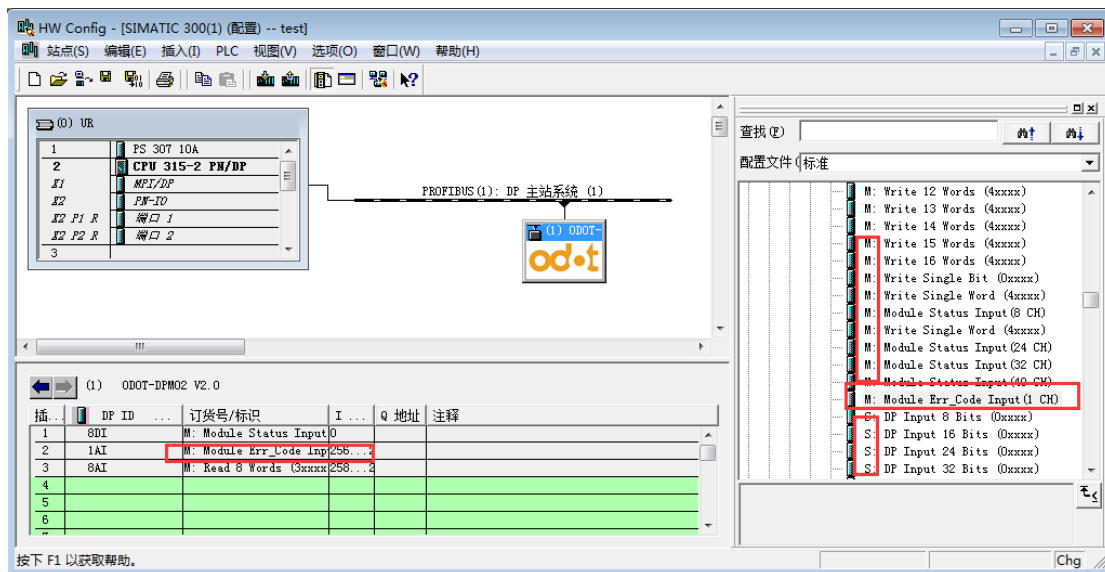 HW Config - [SIMATIC 300(1) (配置) -- test]
站点(S) 编辑(E) 插入(I) PLC 视图(V) 选项(O) 窗口(W) 帮助(H)
(0) UR
1 PS 307 10A
2 CPU 315-2 PN/DP
X1 MPI/DP
X2 PN-IO
X2 P1 R 端口 1
X2 P2 R 端口 2
3
PROFIBUS(1): DP 主站系统 (1)
(1) ODOT-
odot
查找(F)
配置文件(
标准
M: Write 12 Words (4xxxx)
M: Write 13 Words (4xxxx)
M: Write 14 Words (4xxxx)
M: Write 15 Words (4xxxx)
M: Write 16 Words (4xxxx)
M: Write Single Bit (0xxxx)
M: Write Single Word (4xxxx)
M: Module Status Input(8 CH)
M: Write Single Word (4xxxx)
M: Module Status Input(24 CH)
M: Module Status Input(32 CH)
M: Module Status Input(40 CH)
M: Module Err_Code Input(1 CH)
S: DP Input 8 Bits (0xxxx)
S: DP Input 16 Bits (0xxxx)
S: DP Input 24 Bits (0xxxx)
S: DP Input 32 Bits (0xxxx)
(1) ODOT-DPM02 V2.0
插... DP ID ... 订货号/标识 I ... Q 地址 注释
1 8DI M: Module Status Input 0
2 1AI M: Module Err_Code Inp 256...2
3 8AI M: Read 8 Words (3xxxx 258...2
4
5
6
按下 F1 以获取帮助。
Chg